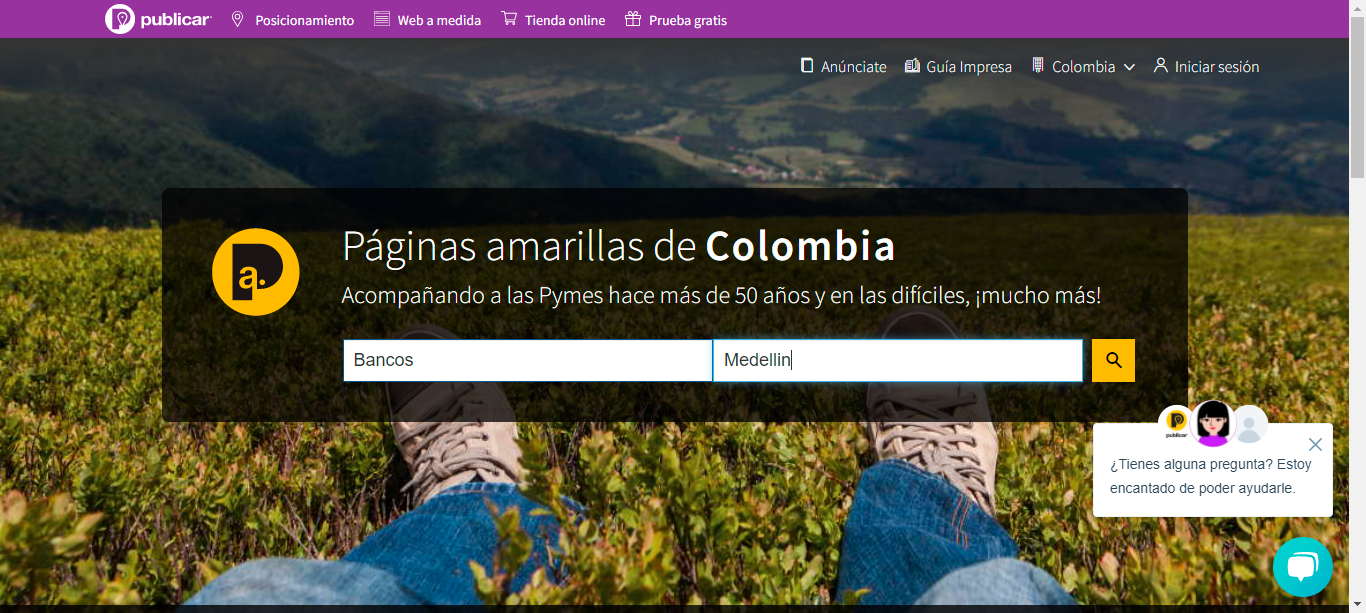 publicar Posicionamiento Web a medida Tienda online Prueba gratis
Anúnciate Guía Impresa Colombia Iniciar sesión
Páginas amarillas de Colombia
a.
Acompañando a las Pymes hace más de 50 años y en las difíciles, ¡mucho más!
Bancos Medellin
publicar
¿Tienes alguna pregunta? Estoy
encantado de poder ayudarle.